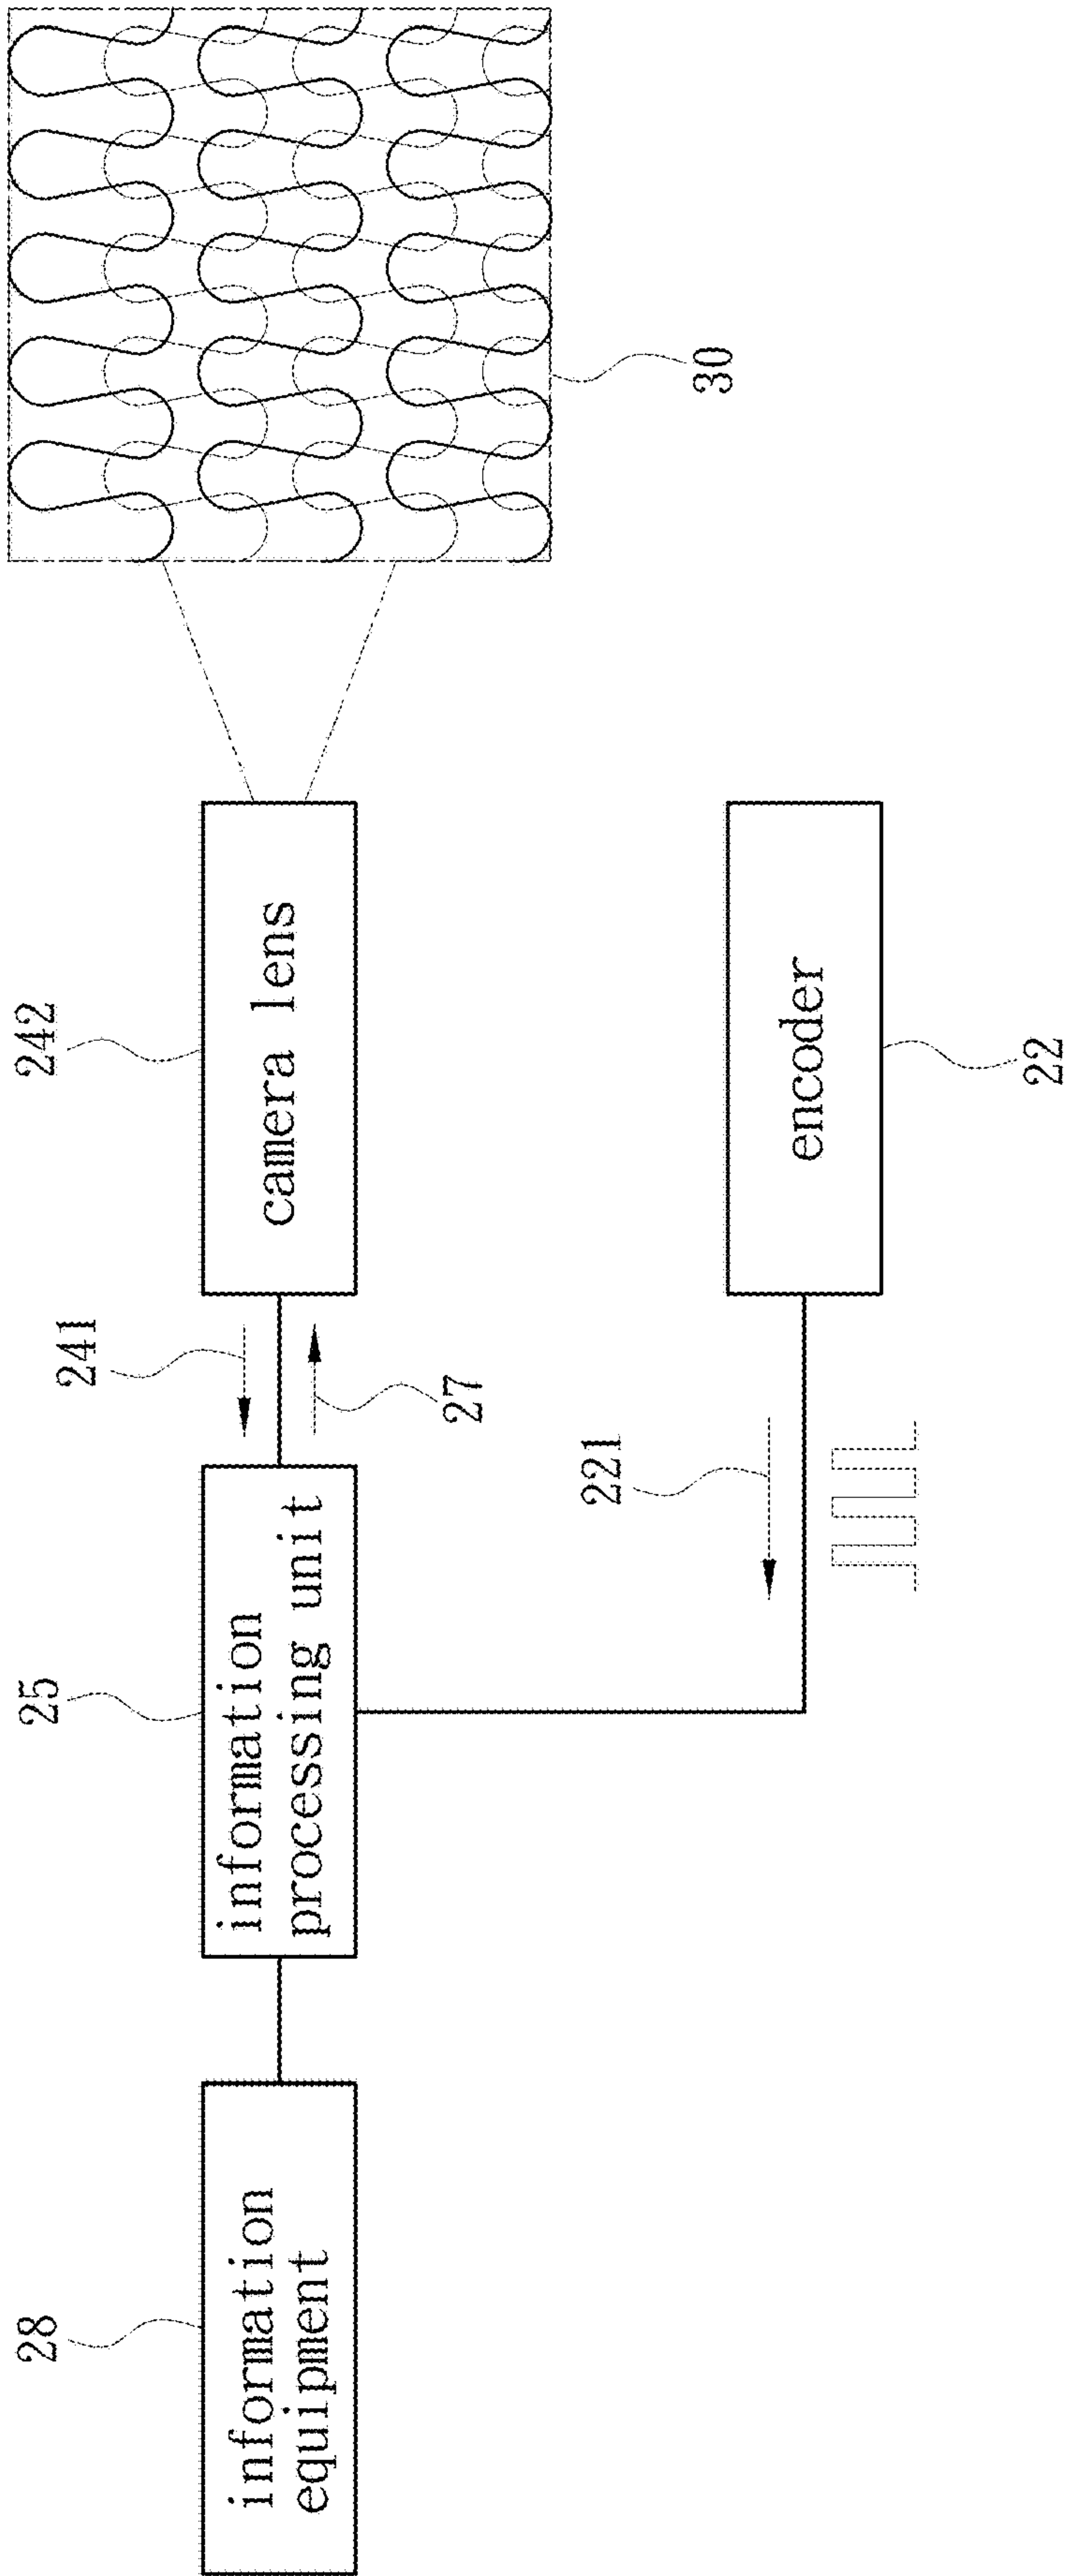 28
information
equipment
25
information
processing unit
241
27
242
camera lens
30
221
encoder
22